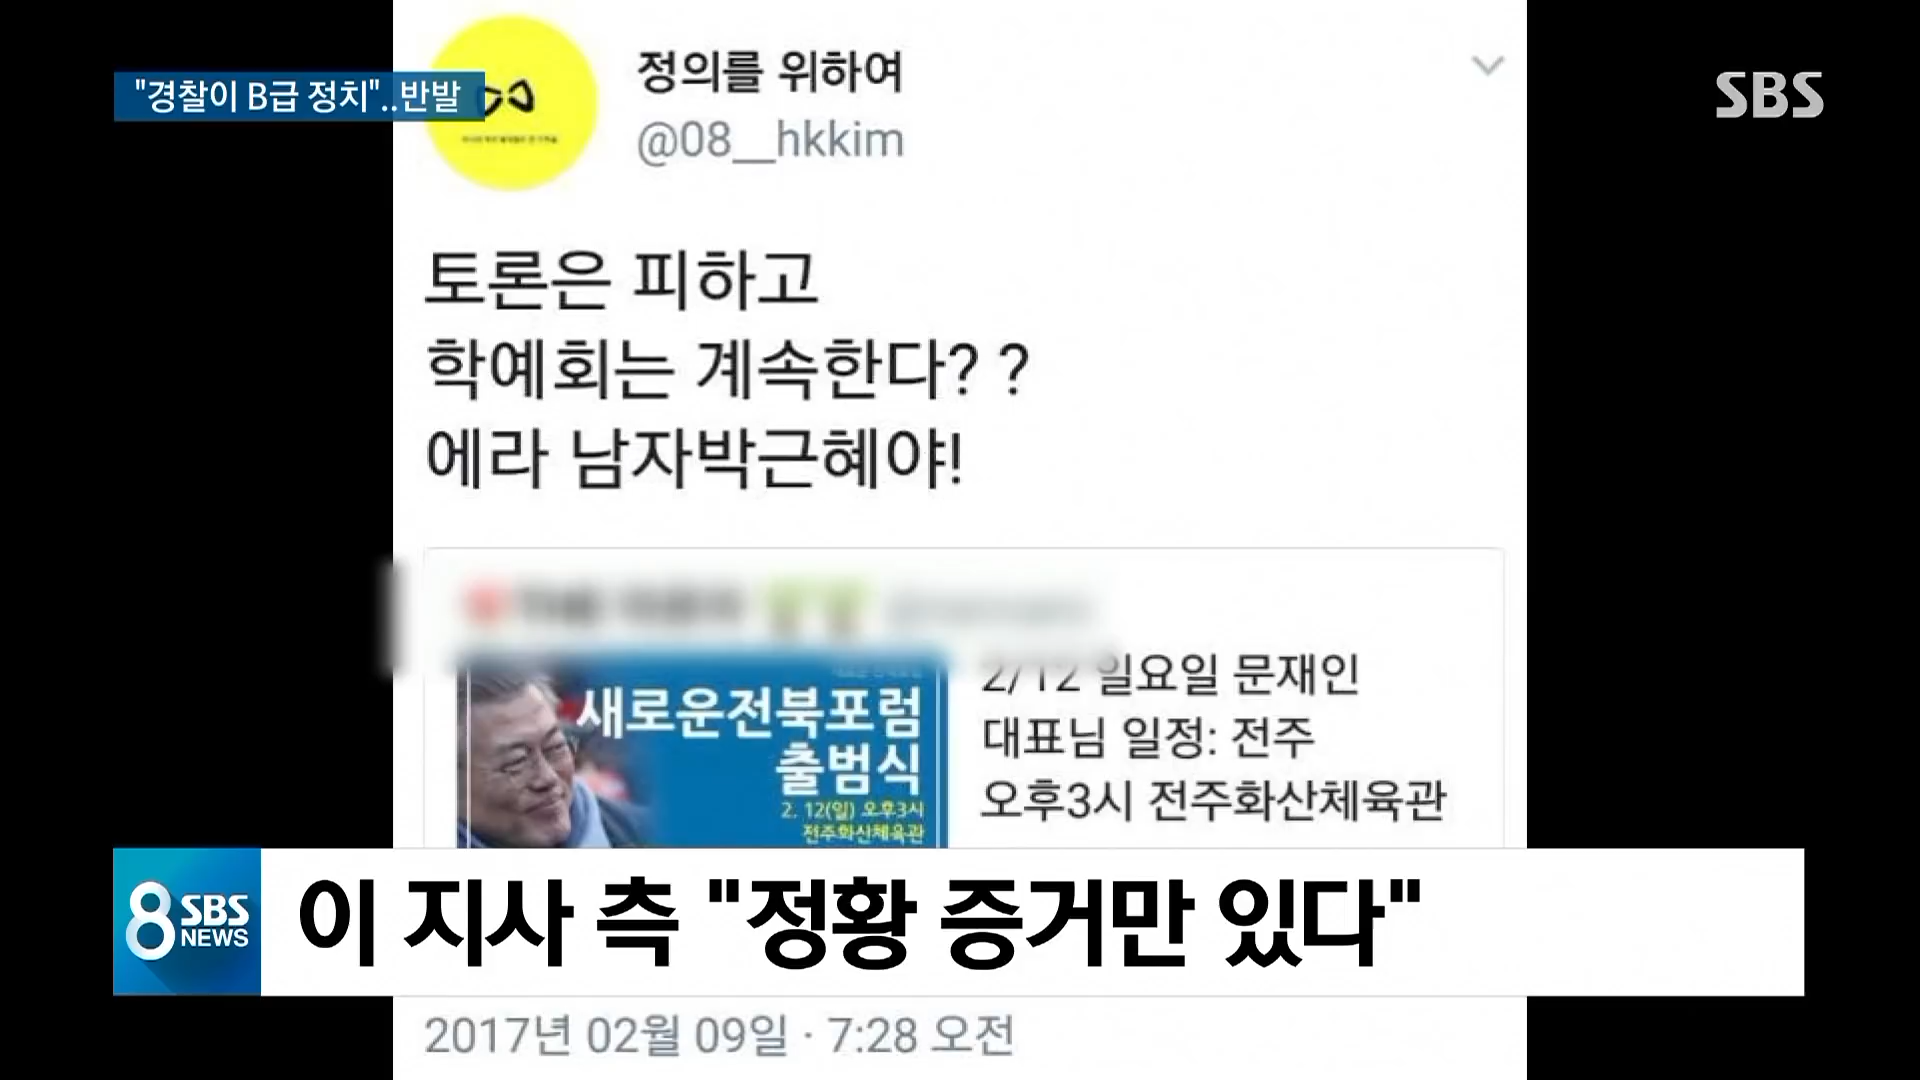 "경찰이 B급 정치"..반발
SBS
정의를 위하여
@08__hkkim
토론은 피하고
학예회는 계속한다? ?
에라 남자박근혜야!
새로운전북포럼
출범식
2. 12(일) 오후3시
전주화산체육관
2/12 일요일 문재인
대표님 일정: 전주
오후3시 전주화산체육관
8 SBS
NEWS
이 지사 측 "정황 증거만 있다"
2017년 02월 09일 · 7:28 오전